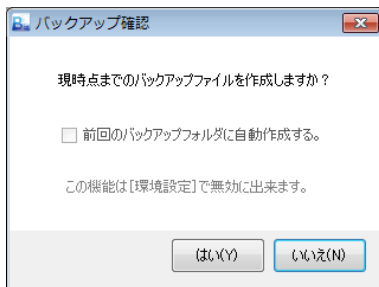 バックアップ確認
現時点までのバックアップファイルを作成しますか？
前回のバックアップフォルダに自動作成する。
この機能は[環境設定]で無効に出来ます。
はい(Y)
いいえ(N)